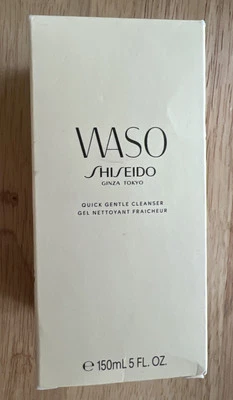 WASO
SHISEIDO
GINZA TOKYO
QUICK GENTLE CLEANSER
GEL NETTOYANT FRAICHEUR
℮ 150mL 5 FL. OZ.